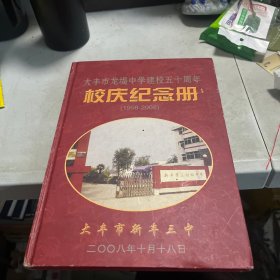 大丰市龙堤中学建校五十周年
校庆纪念册
(1958-2008)
大丰市新丰三中
二〇〇八年十月十八日